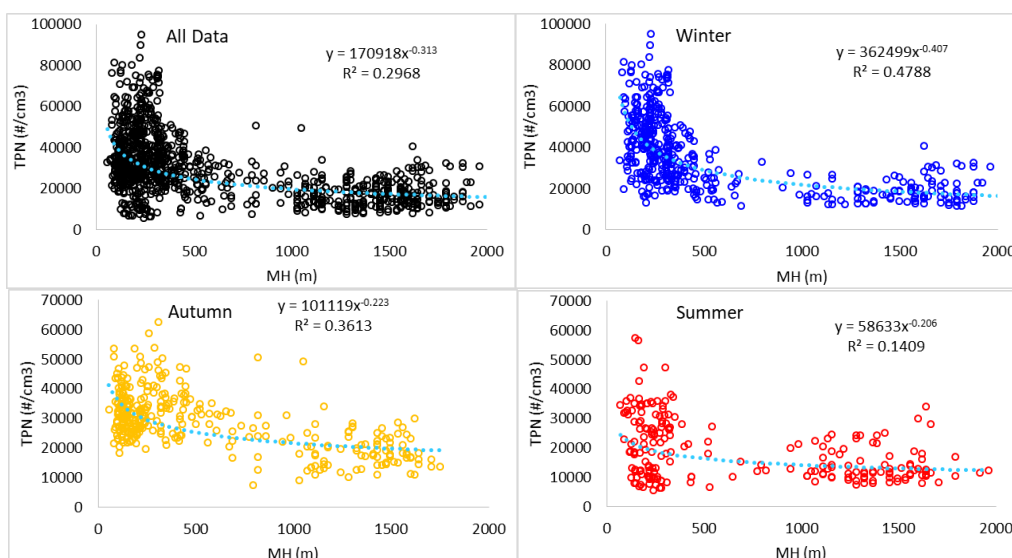 All Data
y = 170918x^-0.313
R² = 0.2968
TPN (#/cm3)
100000
80000
60000
40000
20000
0
0 500 1000 1500 2000
MH (m)
Winter
y = 362499x^-0.407
R² = 0.4788
TPN (#/cm3)
100000
80000
60000
40000
20000
0
0 500 1000 1500 2000
MH (m)
Autumn
y = 101119x^-0.223
R² = 0.3613
TPN (#/cm3)
70000
60000
50000
40000
30000
20000
10000
0
0 500 1000 1500 2000
MH (m)
Summer
y = 58633x^-0.206
R² = 0.1409
TPN (#/cm3)
70000
60000
50000
40000
30000
20000
10000
0
0 500 1000 1500 2000
MH (m)